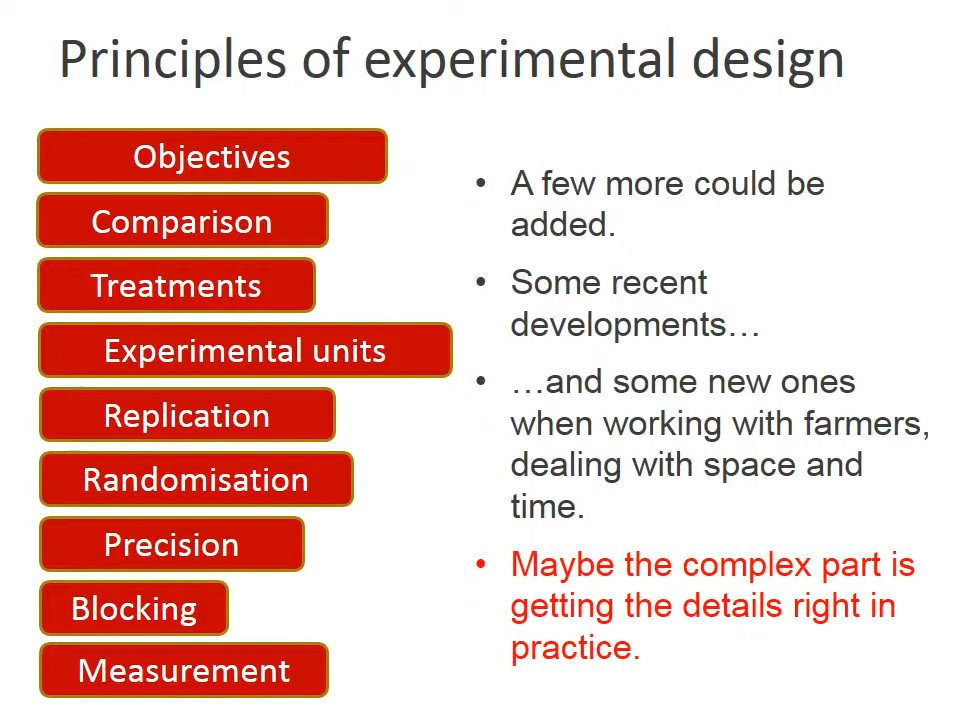 Principles of experimental design
Objectives
Comparison
Treatments
Experimental units
Replication
Randomisation
Precision
Blocking
Measurement
• A few more could be
added.
• Some recent
developments…
• …and some new ones
when working with farmers,
dealing with space and
time.
• Maybe the complex part is
getting the details right in
practice.